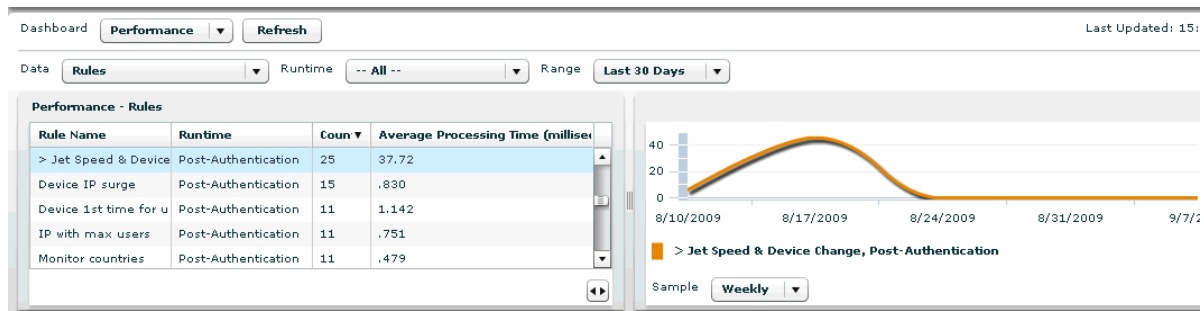 Dashboard Performance Refresh Last Updated: 15:
Data Rules Runtime -- All -- Range Last 30 Days
Performance - Rules
Rule Name Runtime Coun Average Processing Time (millisec
> Jet Speed & Device Post-Authentication 25 37.72
Device IP surge Post-Authentication 15 .830
Device 1st time for u Post-Authentication 11 1.142
IP with max users Post-Authentication 11 .751
Monitor countries Post-Authentication 11 .479
40
20
0
8/10/2009 8/17/2009 8/24/2009 8/31/2009 9/7/2
> Jet Speed & Device Change, Post-Authentication
Sample Weekly